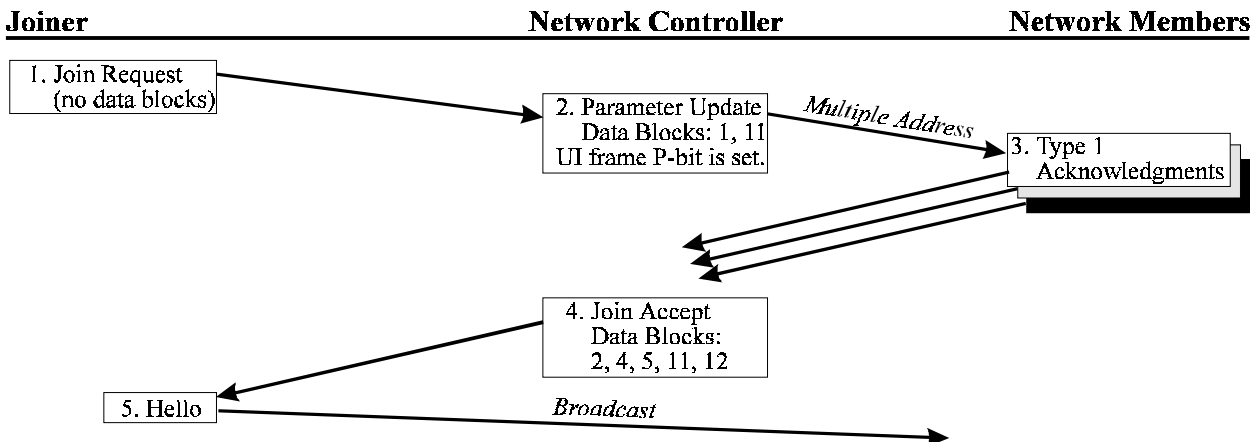 Joiner
Network Controller
Network Members
1. Join Request
(no data blocks)
2. Parameter Update
Data Blocks: 1, 11
UI frame P-bit is set.
Multiple Address
3. Type 1
Acknowledgments
4. Join Accept
Data Blocks:
2, 4, 5, 11, 12
5. Hello
Broadcast